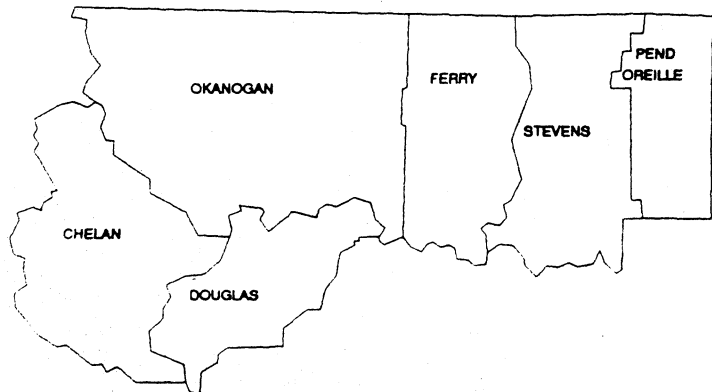 PEND
OREILLE
FERRY
OKANOGAN
STEVENS
CHELAN
DOUGLAS